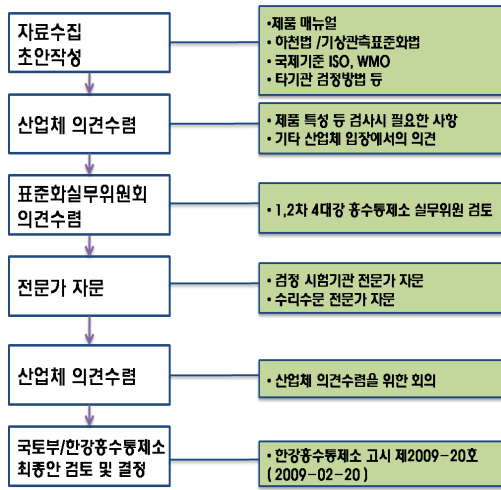 자료수집
초안작성
•제품 매뉴얼
• 하천법 /기상관측표준화법
• 국제기준 ISO, WMO
• 타기관 검정방법 등
산업체 의견수렴
• 제품 특성 등 검사시 필요한 사항
• 기타 산업체 입장에서의 의견
표준화실무위원회
의견수렴
• 1,2차 4대강 홍수통제소 실무위원 검토
전문가 자문
• 검정 시험기관 전문가 자문
• 수리수문 전문가 자문
산업체 의견수렴
• 산업체 의견수렴을 위한 회의
국토부/한강홍수통제소
최종안 검토 및 결정
• 한강홍수통제소 고시 제2009-20호
( 2009-02-20 )